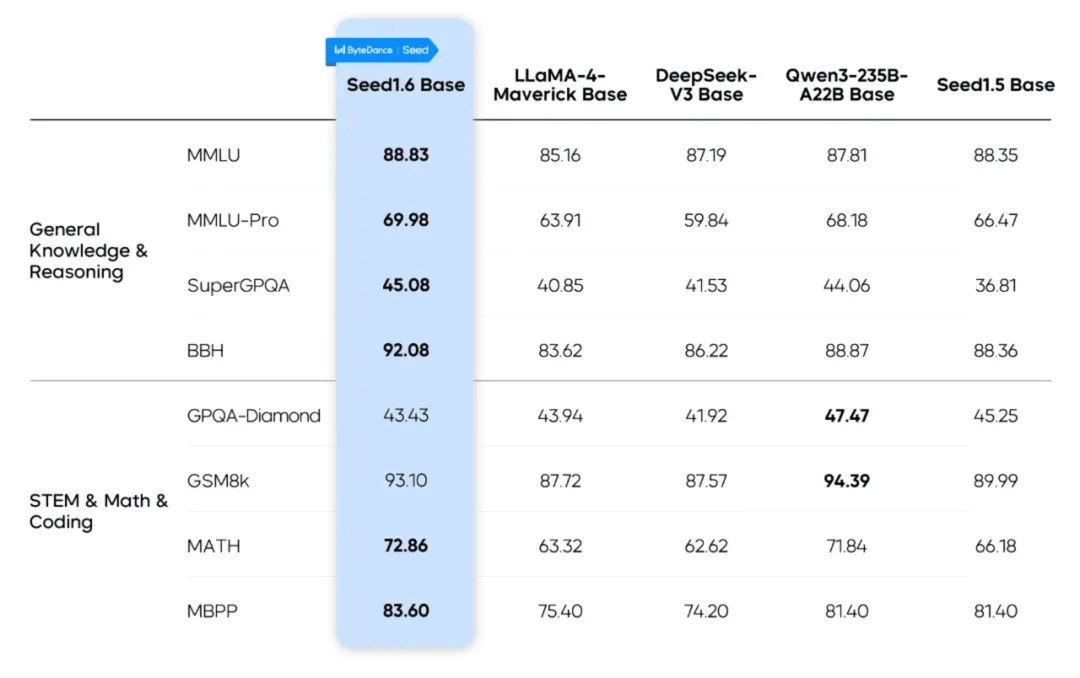 ByteDance | Seed
Seed1.6 Base LLaMA-4-Maverick Base DeepSeek-V3 Base Qwen3-235B-A22B Base Seed1.5 Base
General Knowledge & Reasoning
MMLU 88.83 85.16 87.19 87.81 88.35
MMLU-Pro 69.98 63.91 59.84 68.18 66.47
SuperGPQA 45.08 40.85 41.53 44.06 36.81
BBH 92.08 83.62 86.22 88.87 88.36
STEM & Math & Coding
GPQA-Diamond 43.43 43.94 41.92 47.47 45.25
GSM8k 93.10 87.72 87.57 94.39 89.99
MATH 72.86 63.32 62.62 71.84 66.18
MBPP 83.60 75.40 74.20 81.40 81.40